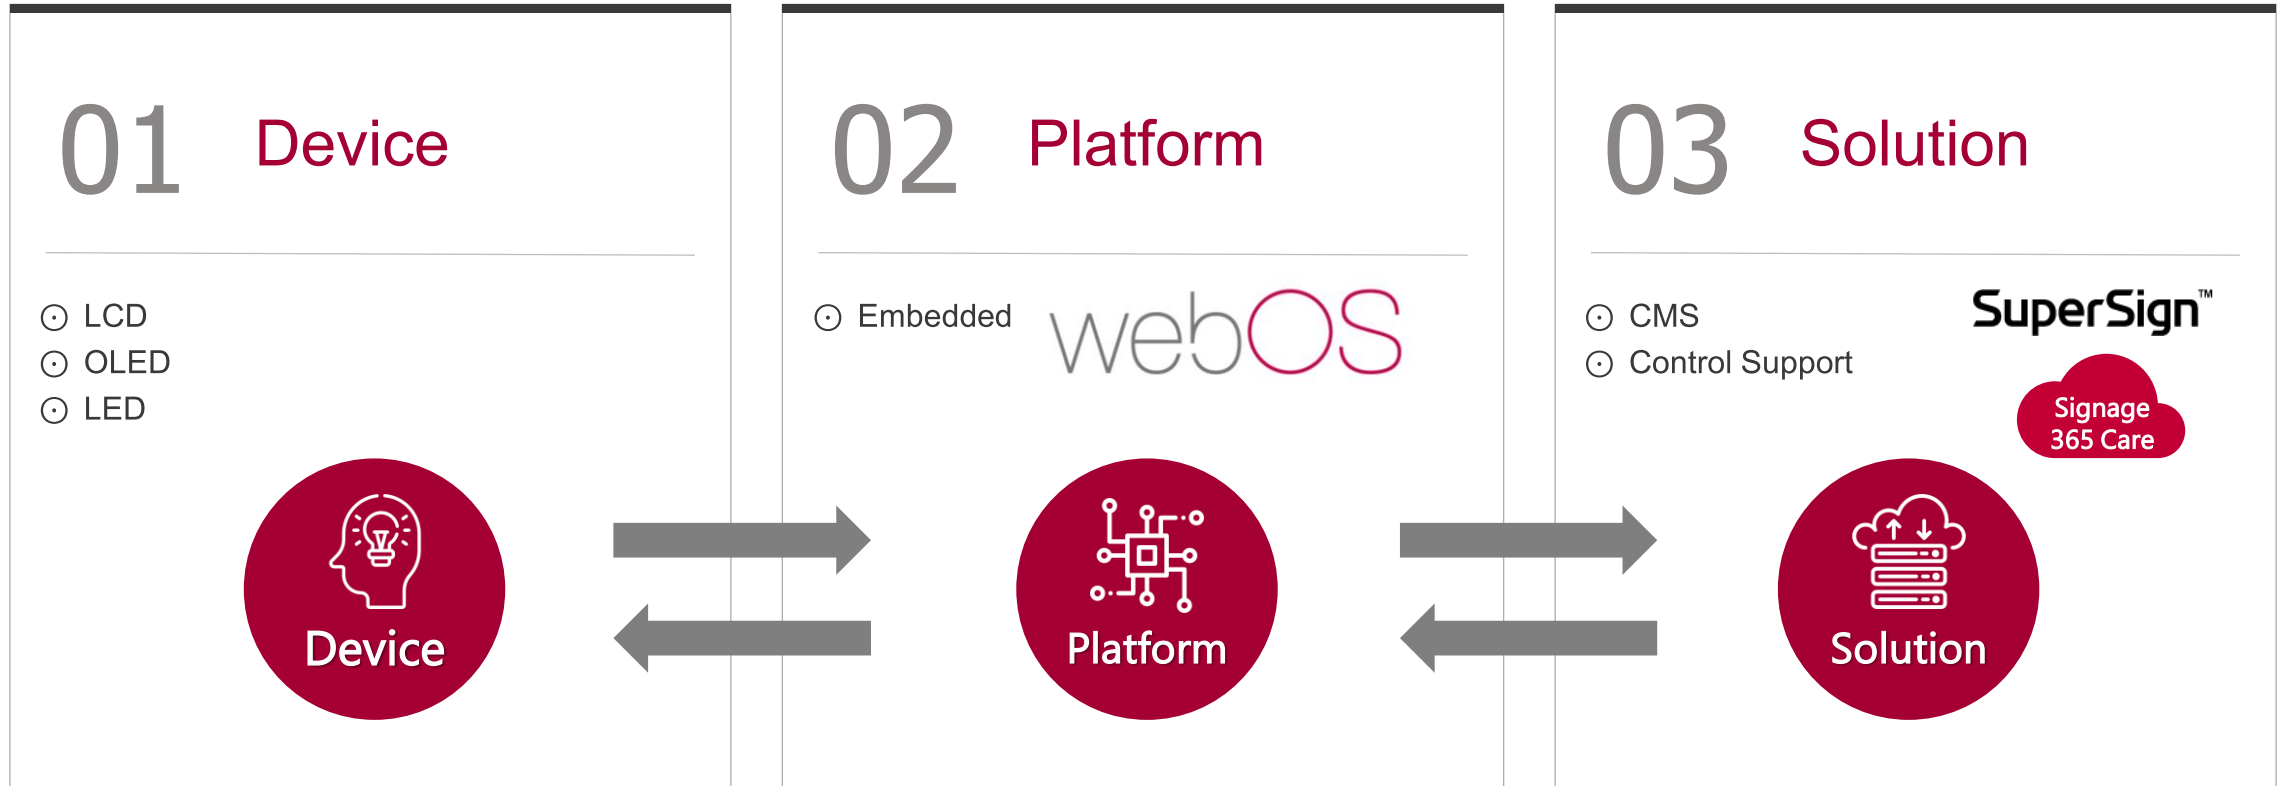 01 Device
LCD
OLED
LED
Device
02 Platform
Embedded
webOS
Platform
03 Solution
CMS
Control Support
SuperSign™
Signage
365 Care
Solution